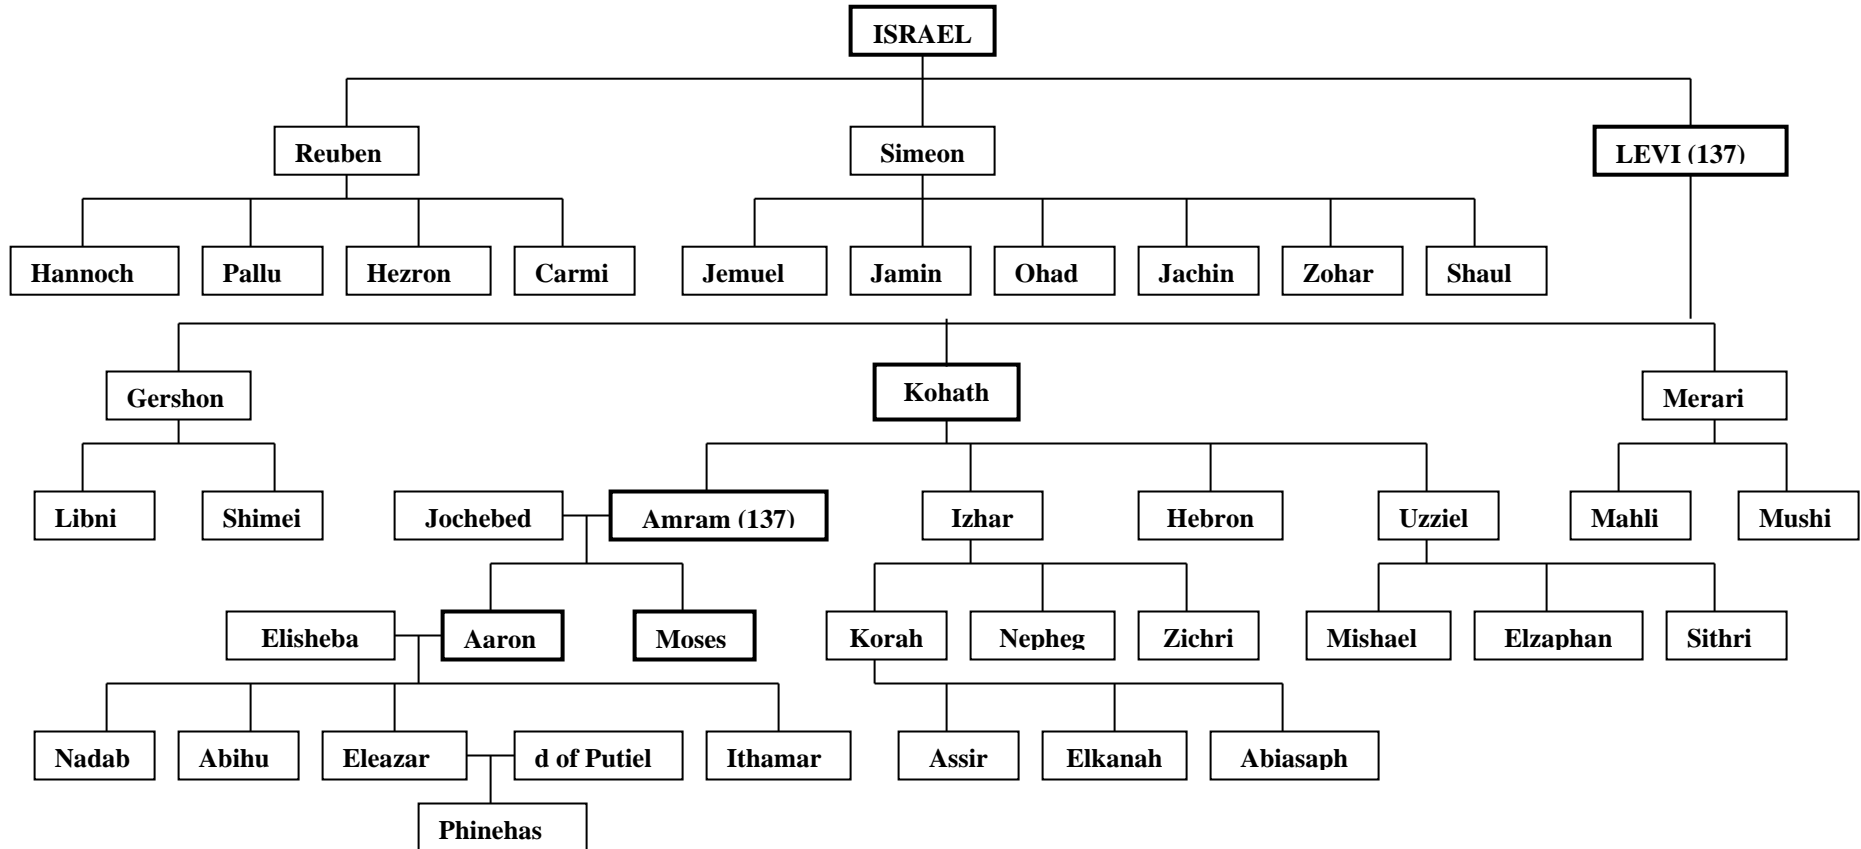 ISRAEL
Reuben
Simeon
LEVI (137)
Hannoch
Pallu
Hezron
Carmi
Jemuel
Jamin
Ohad
Jachin
Zohar
Shaul
Gershon
Kohath
Merari
Libni
Shimei
Jochebed
Amram (137)
Izhar
Hebron
Uzziel
Mahli
Mushi
Elisheba
Aaron
Moses
Korah
Nepheg
Zichri
Mishael
Elzaphan
Sithri
Nadab
Abihu
Eleazar
d of Putiel
Ithamar
Assir
Elkanah
Abiasaph
Phinehas